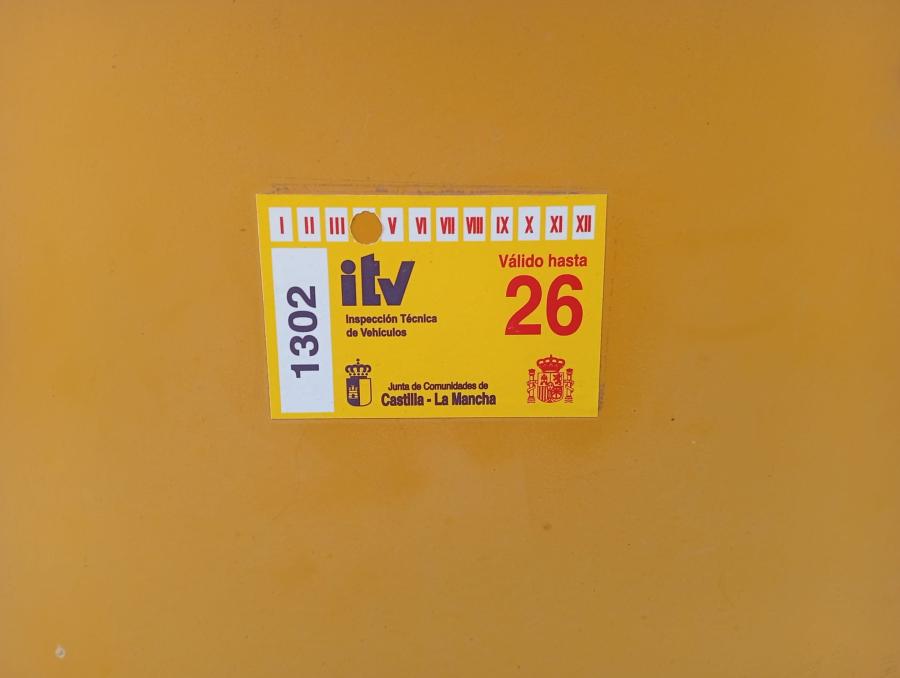 I II III V VI VII VIII IX X XI XII
1302
itv
Inspección Técnica
de Vehículos
Válido hasta
26
Junta de Comunidades de
Castilla - La Mancha